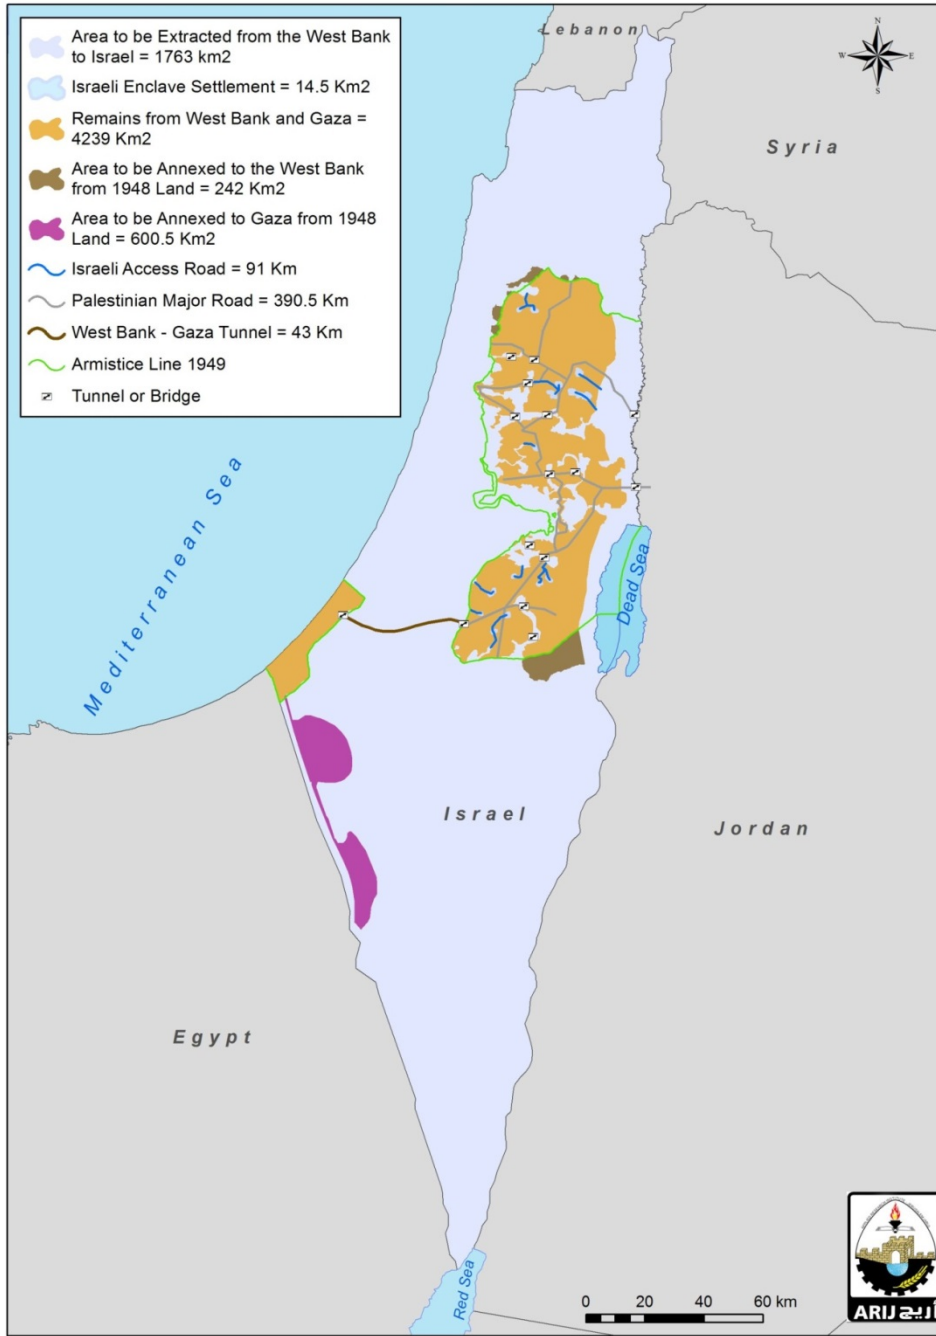 Area to be Extracted from the West Bank
to Israel = 1763 km2
Israeli Enclave Settlement = 14.5 Km2
Remains from West Bank and Gaza =
4239 Km2
Area to be Annexed to the West Bank
from 1948 Land = 242 Km2
Area to be Annexed to Gaza from 1948
Land = 600.5 Km2
Israeli Access Road = 91 Km
Palestinian Major Road = 390.5 Km
West Bank - Gaza Tunnel = 43 Km
Armistice Line 1949
Tunnel or Bridge
Lebanon
N
W
E
S
Syria
Mediterranean Sea
Dead Sea
Israel
Jordan
Egypt
Red Sea
0 10 20 40 60 km
ARIJ أريج